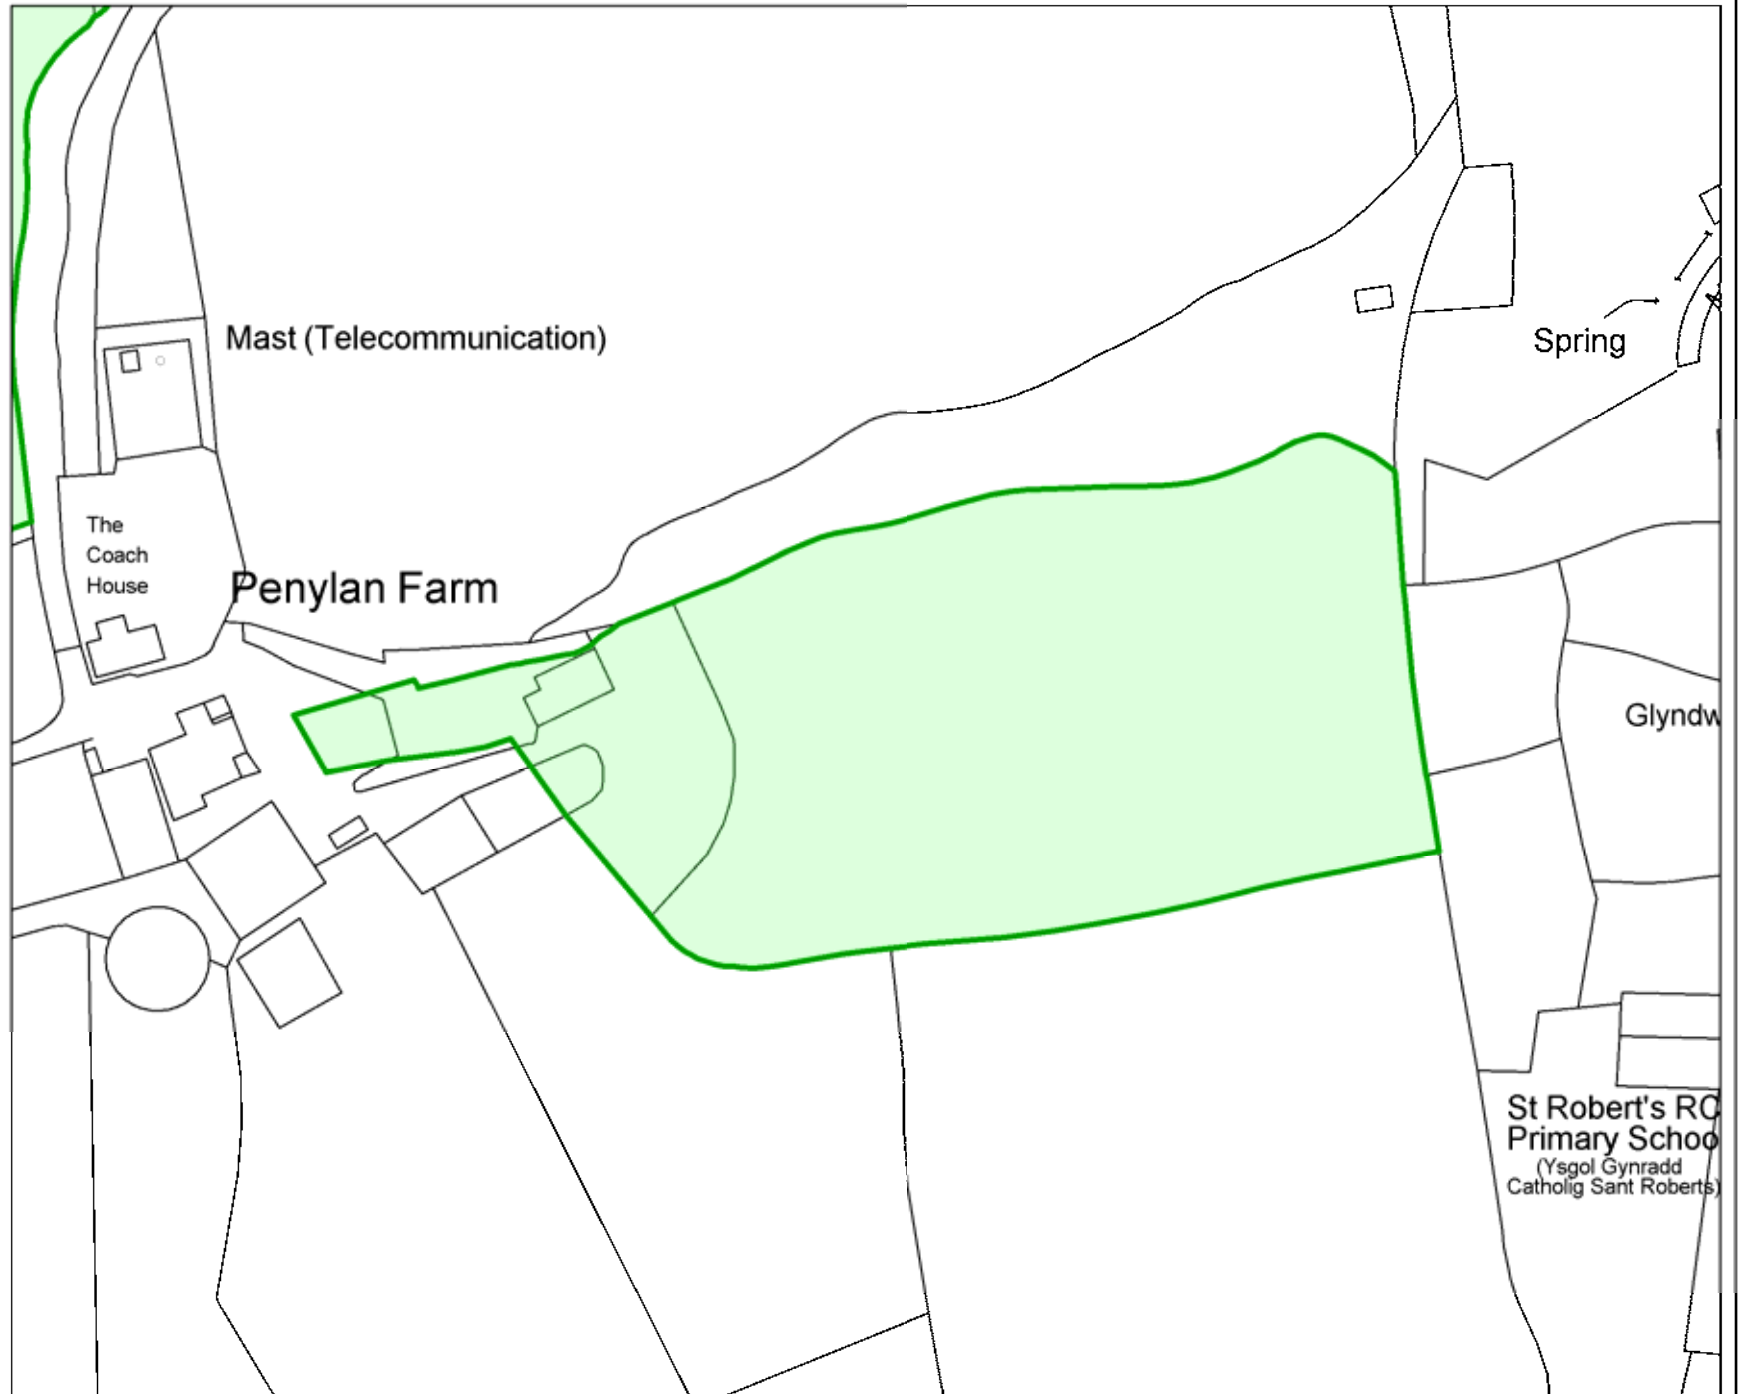 Mast (Telecommunication)
Spring
The
Coach
House
Penylan Farm
Glyndw
St Robert's RC
Primary Schoo
(Ysgol Gynradd
Catholig Sant Roberts)